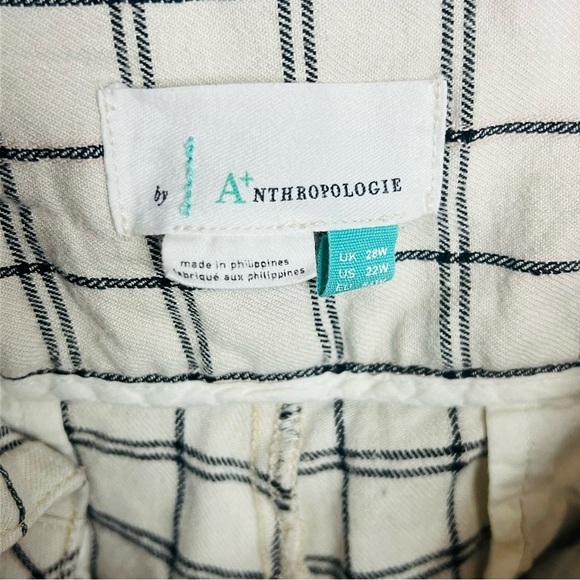 by A+NTHROPOLOGIE
made in philippines
fabriqué aux philippines
UK 28W
US 22W